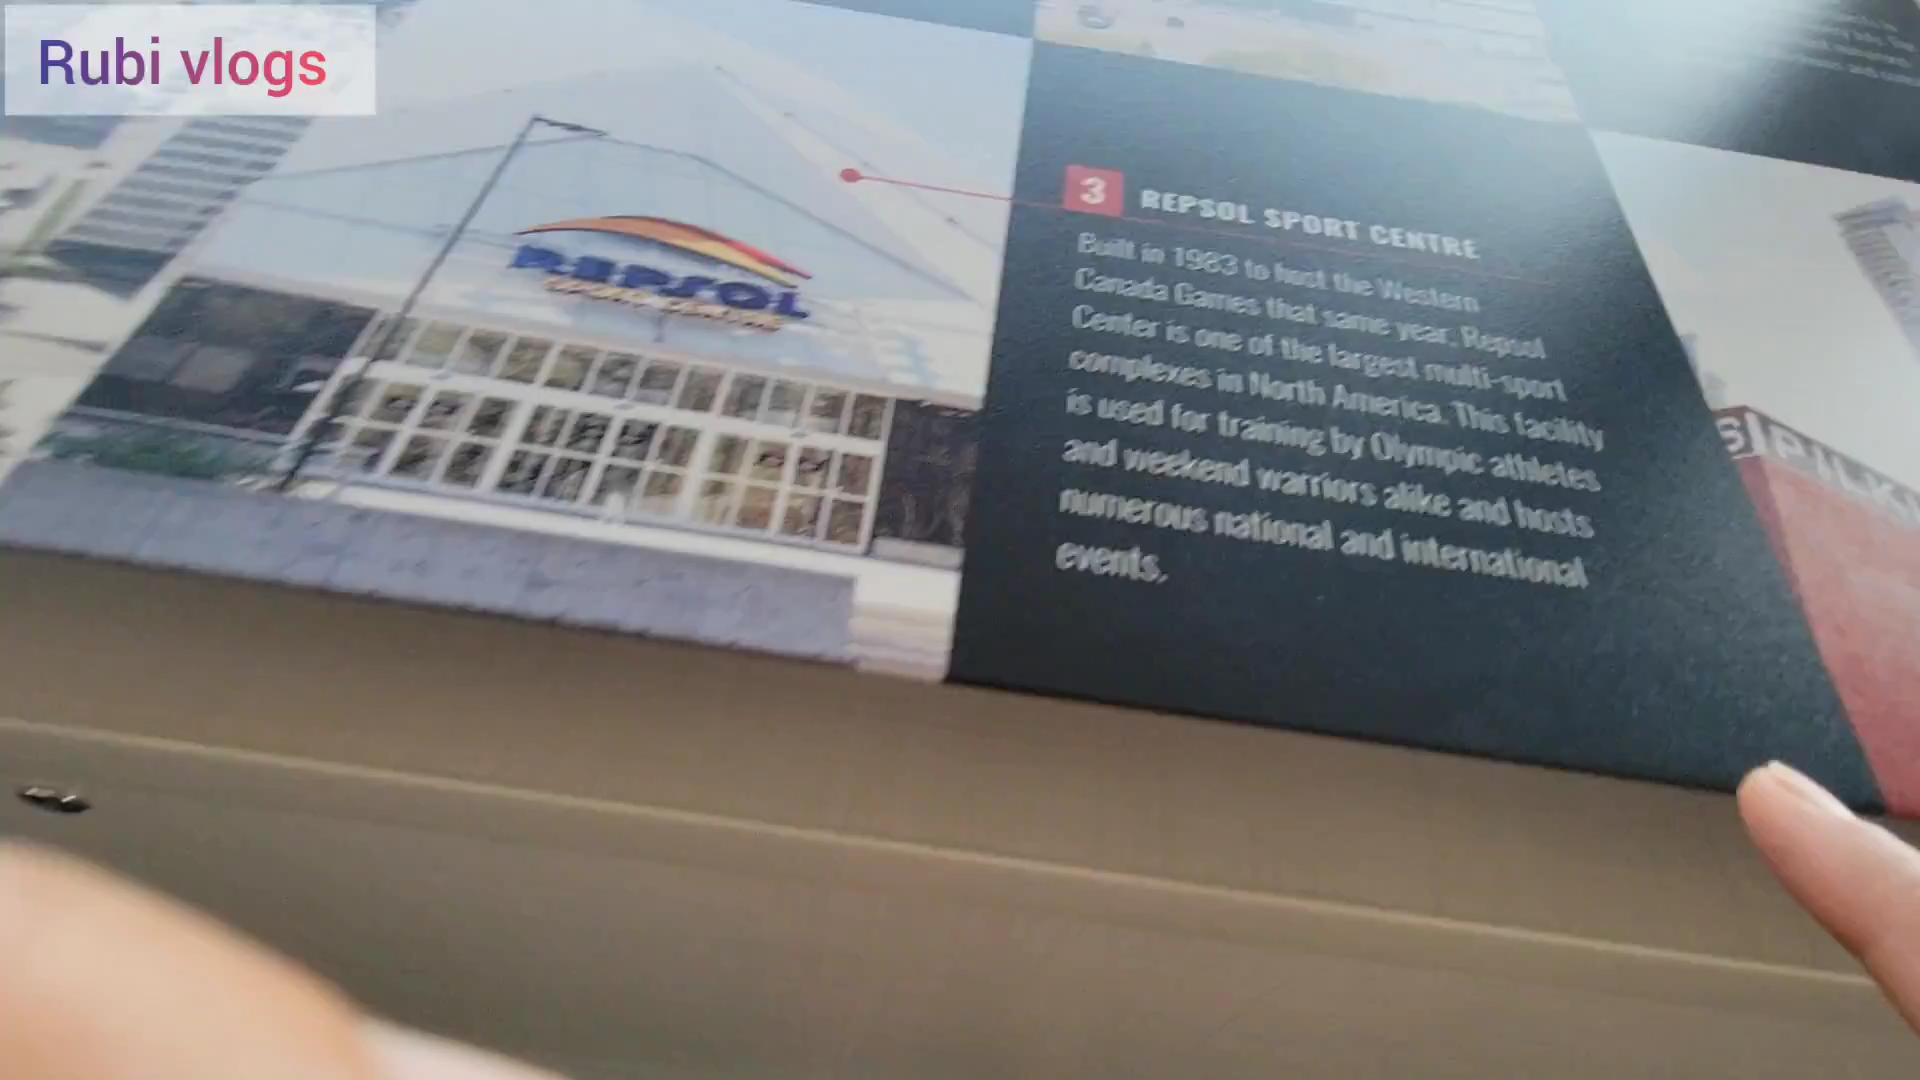 Rubi vlogs
REPSOL
3 REPSOL SPORT CENTRE
Built in 1983 to host the Western
Canada Games that same year. Repsol
Center is one of the largest multi-sport
complexes in North America. This facility
is used for training by Olympic athletes
and weekend warriors alike and hosts
numerous national and international
events.